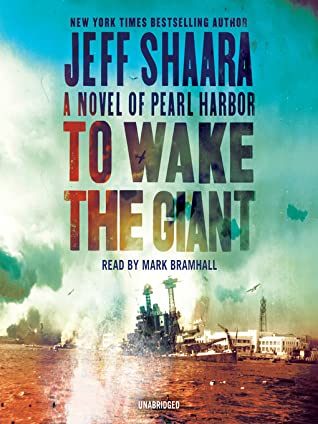 NEW YORK TIMES BESTSELLING AUTHOR
JEFF SHAARA
A NOVEL OF PEARL HARBOR
TO WAKE
THE GIANT
READ BY MARK BRAMHALL
UNABRIDGED